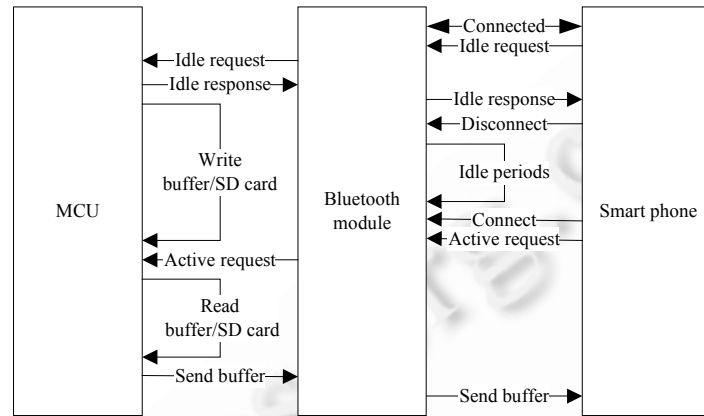 Connected
Idle request
Idle request
Idle response
Idle response
Disconnect
Write
buffer/SD card
Idle periods
MCU
Bluetooth
module
Smart phone
Connect
Active request
Active request
Read
buffer/SD card
Send buffer
Send buffer